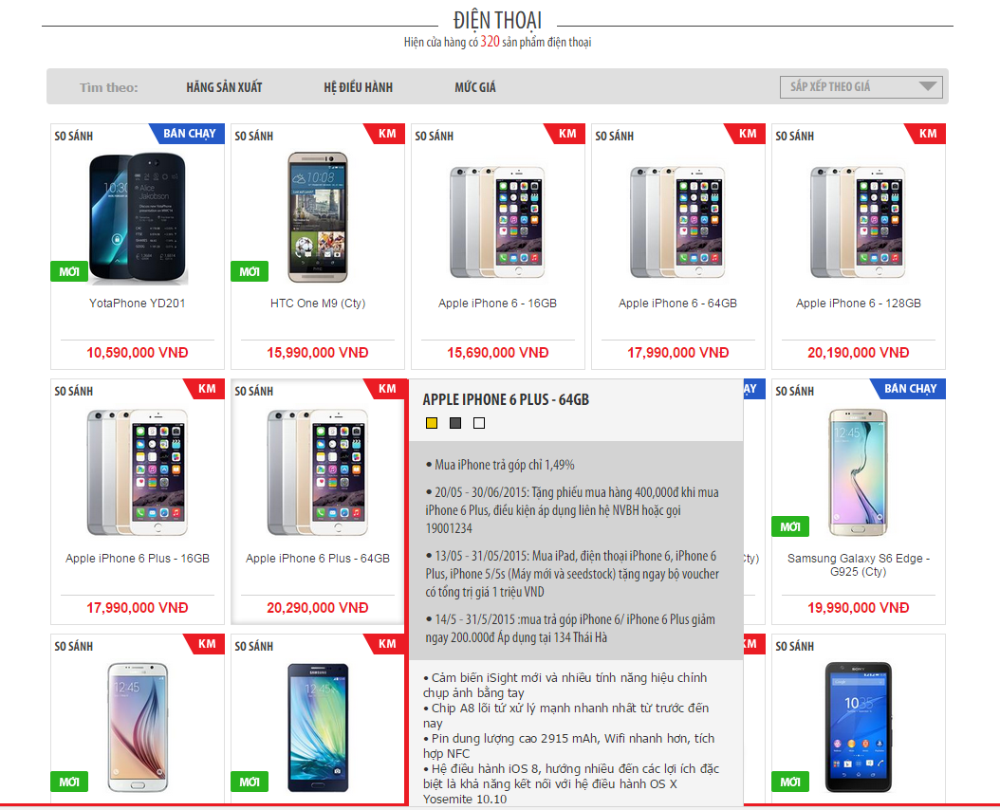 ĐIỆN THOẠI
Hiện cửa hàng có 320 sản phẩm điện thoại
Tìm theo: HÃNG SẢN XUẤT HỆ ĐIỀU HÀNH MỨC GIÁ SẮP XẾP THEO GIÁ
SO SÁNH BÁN CHẠY SO SÁNH KM SO SÁNH KM SO SÁNH KM SO SÁNH KM
MỚI MỚI
YotaPhone YD201 HTC One M9 (Cty) Apple iPhone 6 - 16GB Apple iPhone 6 - 64GB Apple iPhone 6 - 128GB
10,590,000 VNĐ 15,990,000 VNĐ 15,690,000 VNĐ 17,990,000 VNĐ 20,190,000 VNĐ
SO SÁNH KM SO SÁNH KM ẠY SO SÁNH BÁN CHẠY
MỚI
Apple iPhone 6 Plus - 16GB Apple iPhone 6 Plus - 64GB Cty) Samsung Galaxy S6 Edge -
G925 (Cty)
17,990,000 VNĐ 20,290,000 VNĐ 19,990,000 VNĐ
APPLE IPHONE 6 PLUS - 64GB
• Mua iPhone trả góp chỉ 1,49%
• 20/05 - 30/06/2015: Tặng phiếu mua hàng 400,000đ khi mua
iPhone 6 Plus, điều kiện áp dụng liên hệ NVBH hoặc gọi
19001234
• 13/05 - 31/05/2015: Mua iPad, điện thoại iPhone 6, iPhone 6
Plus, iPhone 5/5s (Máy mới và seedstock) tặng ngay bộ voucher
có tổng trị giá 1 triệu VND
• 14/5 - 31/5/2015 :mua trả góp iPhone 6/ iPhone 6 Plus giảm
ngay 200.000đ Áp dụng tại 134 Thái Hà
• Cảm biến iSight mới và nhiều tính năng hiệu chỉnh
chụp ảnh bằng tay
• Chip A8 lõi tứ xử lý mạnh nhanh nhất từ trước đến
nay
• Pin dung lượng cao 2915 mAh, Wifi nhanh hơn, tích
hợp NFC
• Hệ điều hành iOS 8, hướng nhiều đến các lợi ích đặc
biệt là khả năng kết nối với hệ điều hành OS X
Yosemite 10.10
SO SÁNH KM SO SÁNH KM KM SO SÁNH
MỚI MỚI MỚI